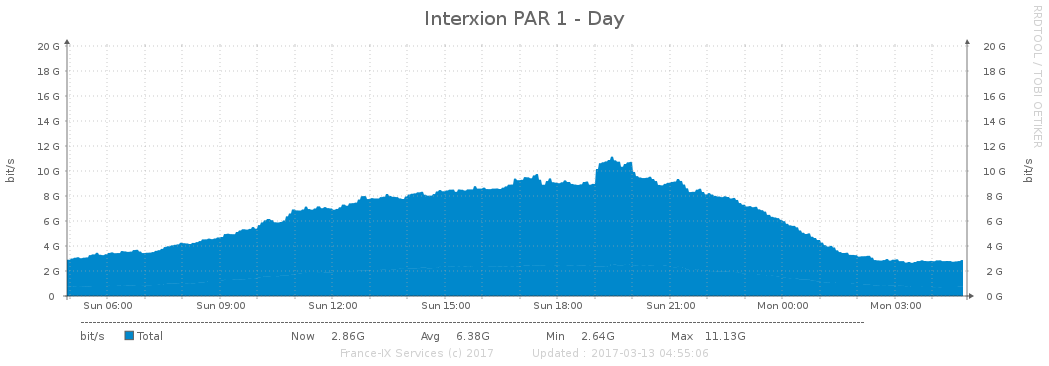 Interxion PAR 1 - Day
RRDTOOL / TOBI OETIKER
20 G 20 G
18 G 18 G
16 G 16 G
14 G 14 G
12 G 12 G
10 G 10 G
8 G 8 G
6 G 6 G
4 G 4 G
2 G 2 G
0 0 G
bit/s
bit/s
Sun 06:00 Sun 09:00 Sun 12:00 Sun 15:00 Sun 18:00 Sun 21:00 Mon 00:00 Mon 03:00
bit/s Total Now 2.86G Avg 6.38G Min 2.64G Max 11.13G
France-IX Services (c) 2017 Updated : 2017-03-13 04:55:06